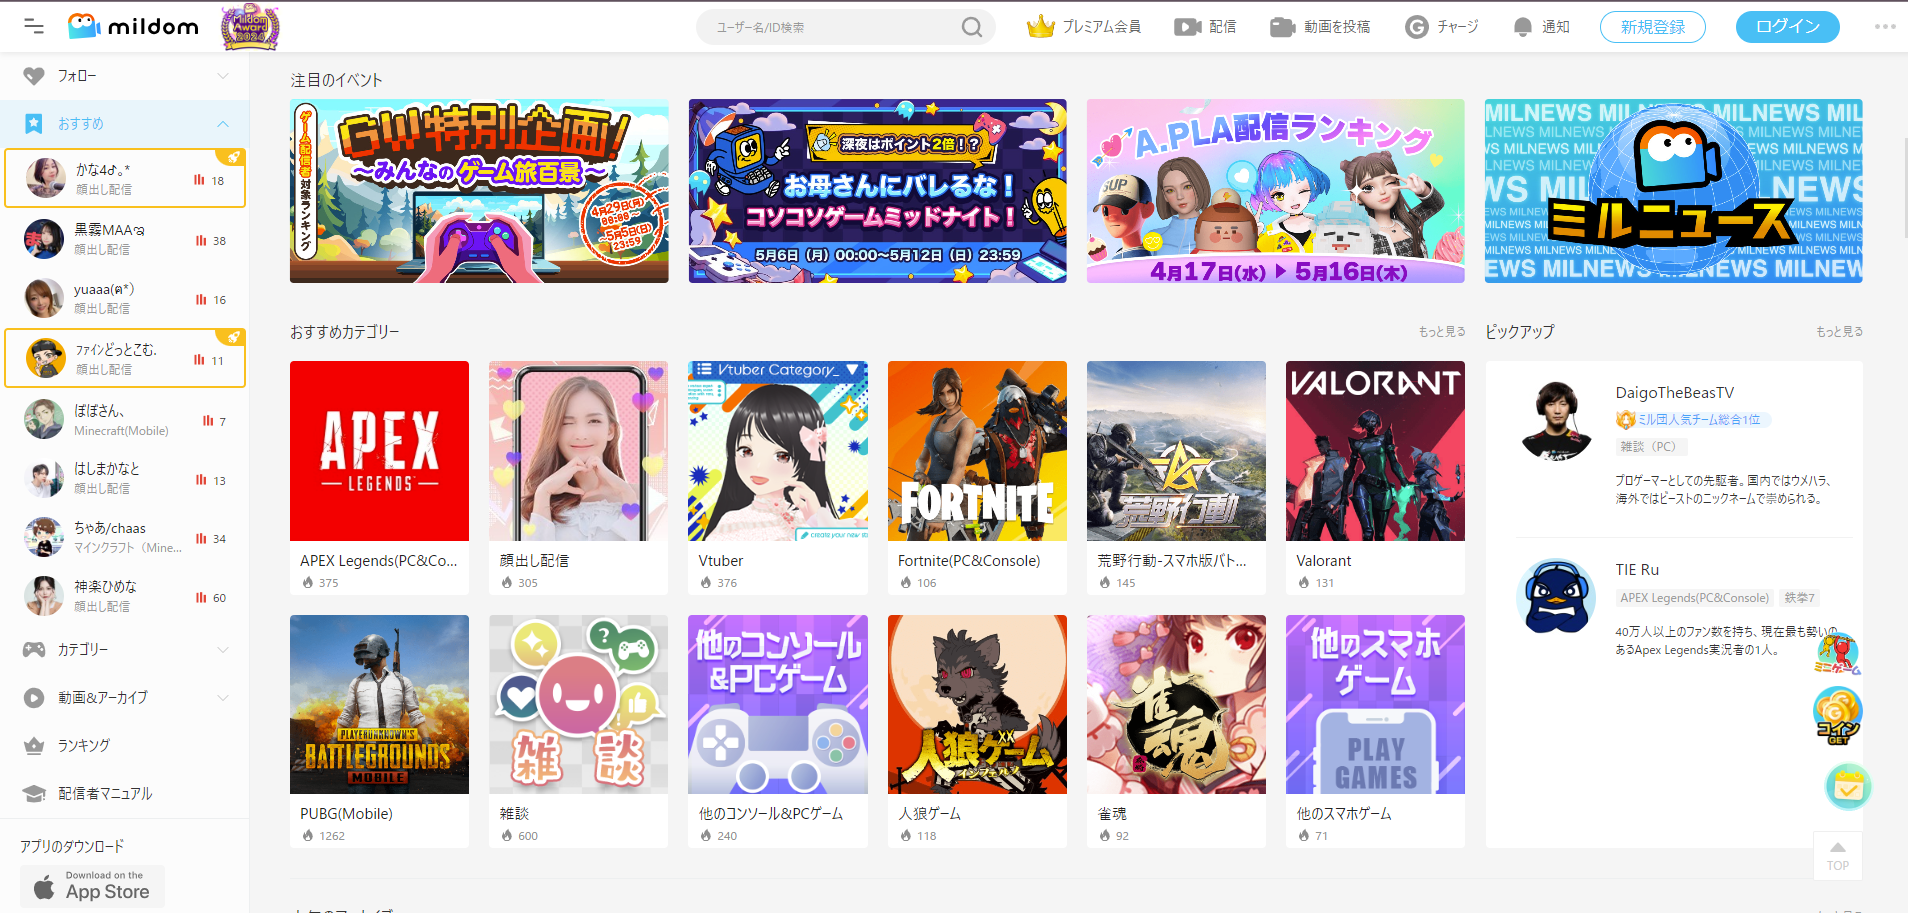 mildom
Mildom Award 2024
ユーザー名/ID検索
プレミアム会員
配信
動画を投稿
チャージ
通知
新規登録
ログイン
フォロー
おすすめ
かな4♪｡*
顔出し配信
18
黒霧MAA
顔出し配信
38
yuaaa(ฅ*)
顔出し配信
16
ﾌｧｲﾝどっとこむ.
顔出し配信
11
ぽぽさん、
Minecraft(Mobile)
7
はしまかなと
顔出し配信
13
ちゃあ/chaas
マインクラフト（Mine...
34
神楽ひめな
顔出し配信
60
カテゴリー
動画&アーカイブ
ランキング
配信者マニュアル
アプリのダウンロード
Download on the
App Store
注目のイベント
ゲーム配信者対象ランキング
GW特別企画!
～みんなのゲーム旅百景～
4月29日(月)
00:00～
～5月5日(日)
23:59
深夜はポイント2倍！？
お母さんにバレるな！
コソコソゲームミッドナイト！
5月6日（月）00:00～5月12日（日）23:59
A.PLA配信ランキング
SUP
4月17日(水) ▶ 5月16日(木)
MILNEWS MILNEWS MILNEWS
ミルニュース
おすすめカテゴリー
もっと見る
APEX
LEGENDS
APEX Legends(PC&Co...
375
顔出し配信
305
Vtuber Category_
create your new
Vtuber
376
FORTNITE
Fortnite(PC&Console)
106
荒野行動
荒野行動-スマホ版バト...
145
VALORANT
Valorant
131
PLAYERUNKNOWN'S
BATTLEGROUNDS
MOBILE
PUBG(Mobile)
1262
雑談
雑談
600
他のコンソール
&PCゲーム
他のコンソール&PCゲーム
240
人狼ゲーム
インフェルノ
人狼ゲーム
118
雀魂
雀魂
92
他のスマホ
ゲーム
PLAY
GAMES
他のスマホゲーム
71
ピックアップ
もっと見る
DaigoTheBeasTV
ミル団人気チーム総合1位
雑談（PC）
プロゲーマーとしての先駆者。国内ではウメハラ、
海外ではビーストのニックネームで崇められる。
TIE Ru
APEX Legends(PC&Console)
鉄拳7
40万人以上のファン数を持ち、現在最も勢いの
あるApex Legends実況者の1人。
ミニゲーム
コイン
GET
TOP